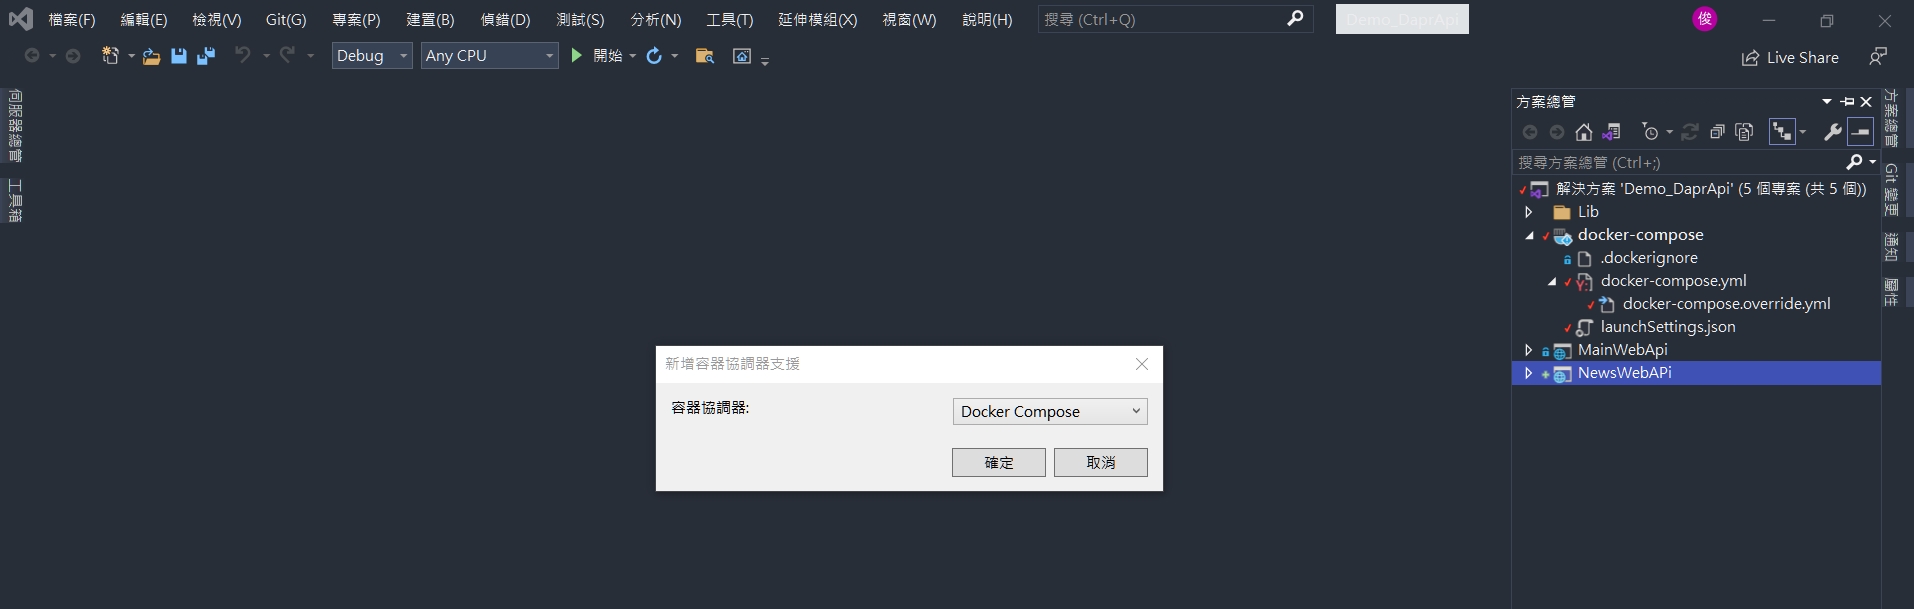 檔案(F) 編輯(E) 檢視(V) Git(G) 專案(P) 建置(B) 偵錯(D) 測試(S) 分析(N) 工具(T) 延伸模組(X) 視窗(W) 說明(H) 搜尋 (Ctrl+Q) Demo_DaprApi 俊
Debug Any CPU 開始 Live Share
伺服器總管
工具箱
新增容器協調器支援
容器協調器: Docker Compose
確定 取消
方案總管
搜尋方案總管 (Ctrl+;)
解決方案 'Demo_DaprApi' (5 個專案 (共 5 個))
Lib
docker-compose
.dockerignore
docker-compose.yml
docker-compose.override.yml
launchSettings.json
MainWebApi
NewsWebAPi
方案總管
Git 變更
通知
屬性